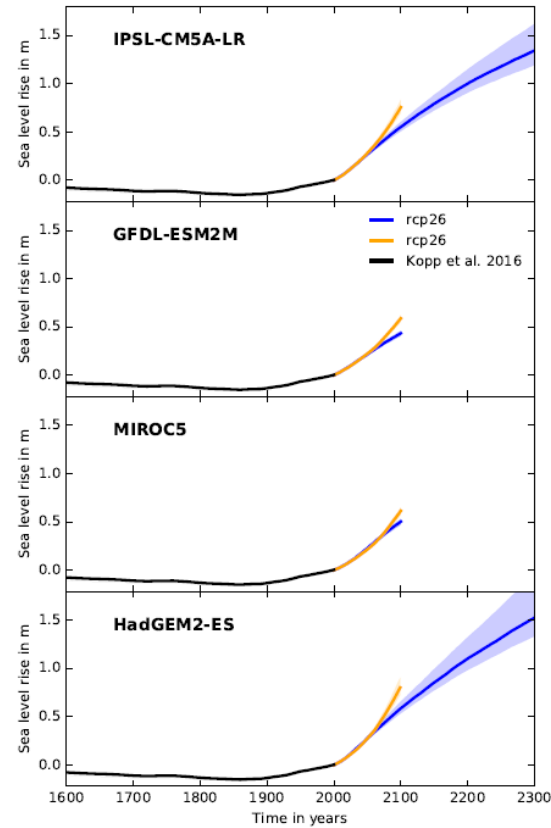 IPSL-CM5A-LR
Sea level rise in m
1.5
1.0
0.5
0.0
GFDL-ESM2M
rcp26
rcp26
Kopp et al. 2016
Sea level rise in m
1.5
1.0
0.5
0.0
MIROC5
Sea level rise in m
1.5
1.0
0.5
0.0
HadGEM2-ES
Sea level rise in m
1.5
1.0
0.5
0.0
1600 1700 1800 1900 2000 2100 2200 2300
Time in years